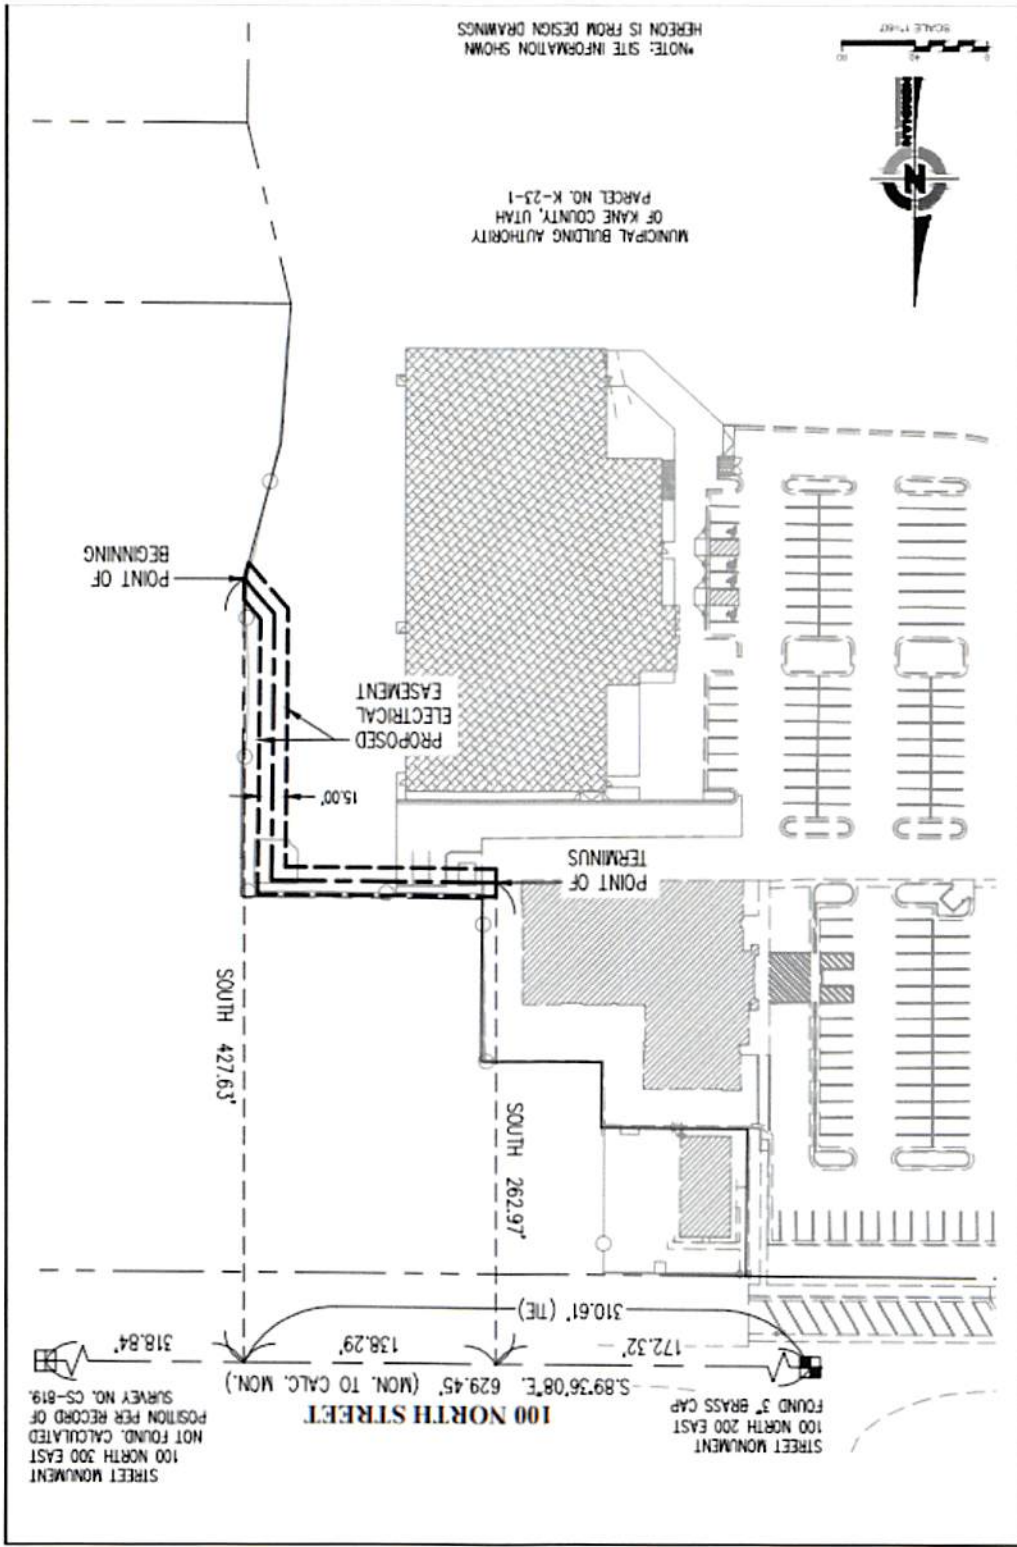 STREET MONUMENT
100 NORTH 200 EAST
FOUND 3" BRASS CAP
100 NORTH STREET
S.89°36'08"E. 629.45' (MON. TO CALC. MON.)
STREET MONUMENT
100 NORTH 300 EAST
NOT FOUND. CALCULATED
POSITION PER RECORD OF
SURVEY NO. CS-819.
172.32'
138.29'
318.84'
310.61' (TIE)
SOUTH 262.97'
SOUTH 427.63'
POINT OF
TERMINUS
15.00'
PROPOSED
ELECTRICAL
EASEMENT
POINT OF
BEGINNING
MUNICIPAL BUILDING AUTHORITY
OF KANE COUNTY, UTAH
PARCEL NO. K-23-1
N
MERIDIAN
*NOTE: SITE INFORMATION SHOWN
HEREON IS FROM DESIGN DRAWINGS
SCALE